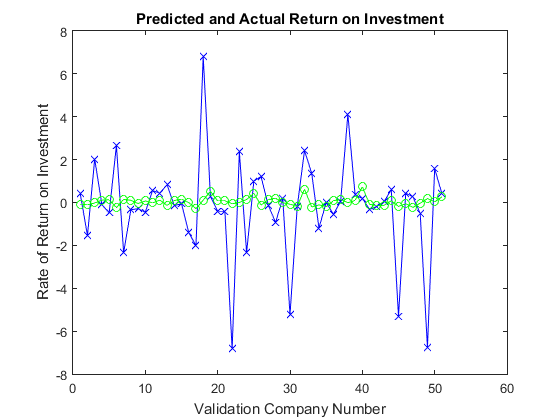 Predicted and Actual Return on Investment
8
6
4
2
0
-2
-4
-6
-8
Rate of Return on Investment
0 10 20 30 40 50 60
Validation Company Number